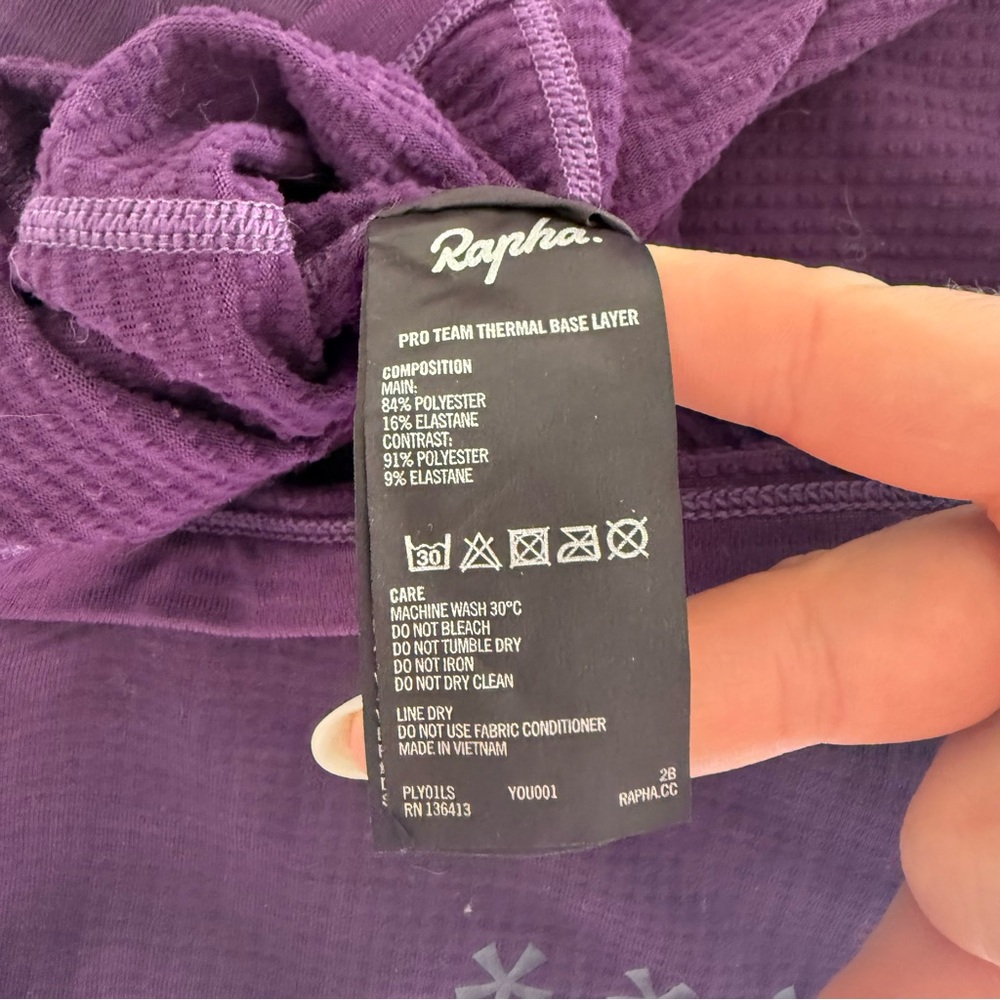 Rapha.
PRO TEAM THERMAL BASE LAYER
COMPOSITION
MAIN:
84% POLYESTER
16% ELASTANE
CONTRAST:
91% POLYESTER
9% ELASTANE
30
CARE
MACHINE WASH 30°C
DO NOT BLEACH
DO NOT TUMBLE DRY
DO NOT IRON
DO NOT DRY CLEAN
LINE DRY
DO NOT USE FABRIC CONDITIONER
MADE IN VIETNAM
2B
PLY01LS YOU001 RAPHA.CC
RN 136413